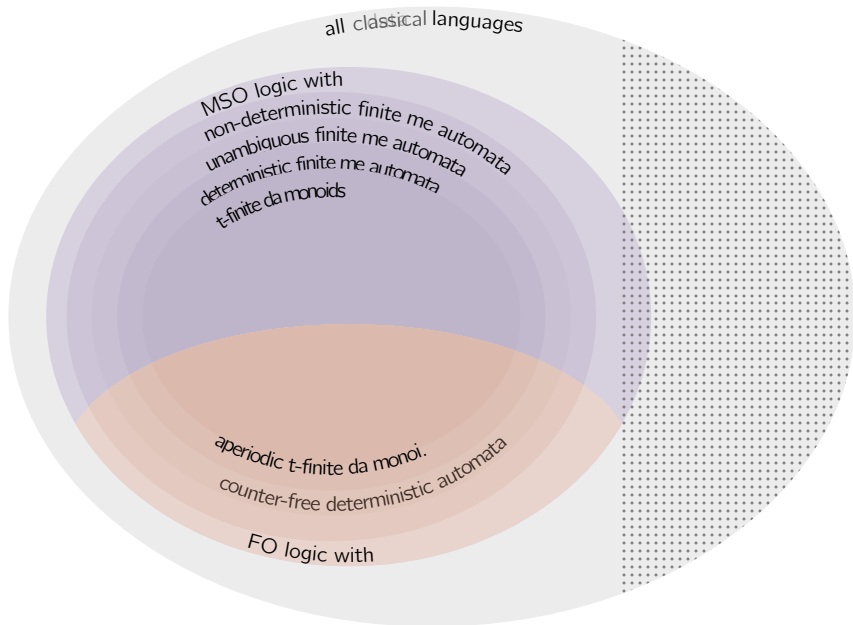 all classical languages
MSO logic with
non-deterministic finite me automata
unambiguous finite me automata
deterministic finite me automata
t-finite da monoids
aperiodic t-finite da monoi.
counter-free deterministic automata
FO logic with